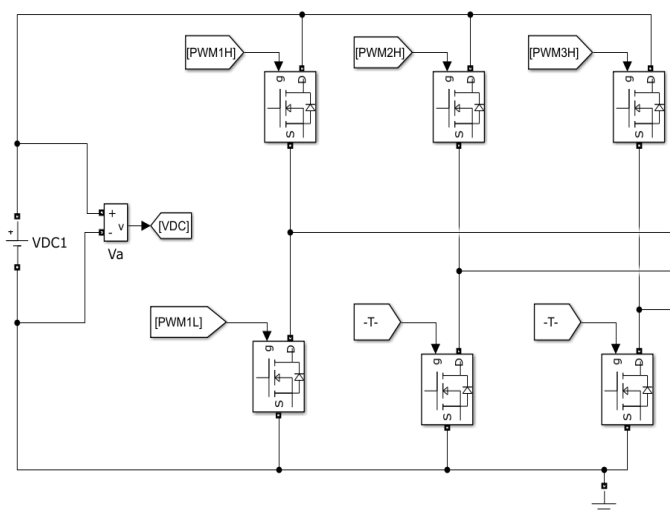 [PWM1H]
[PWM2H]
[PWM3H]
g
D
S
g
D
S
g
D
S
+
-
v
[VDC]
+
VDC1
Va
[PWM1L]
-T-
-T-
g
D
S
g
D
S
g
D
S